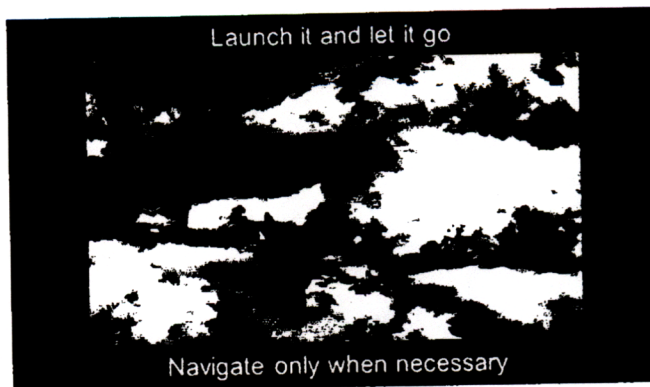 Launch it and let it go
Navigate only when necessary